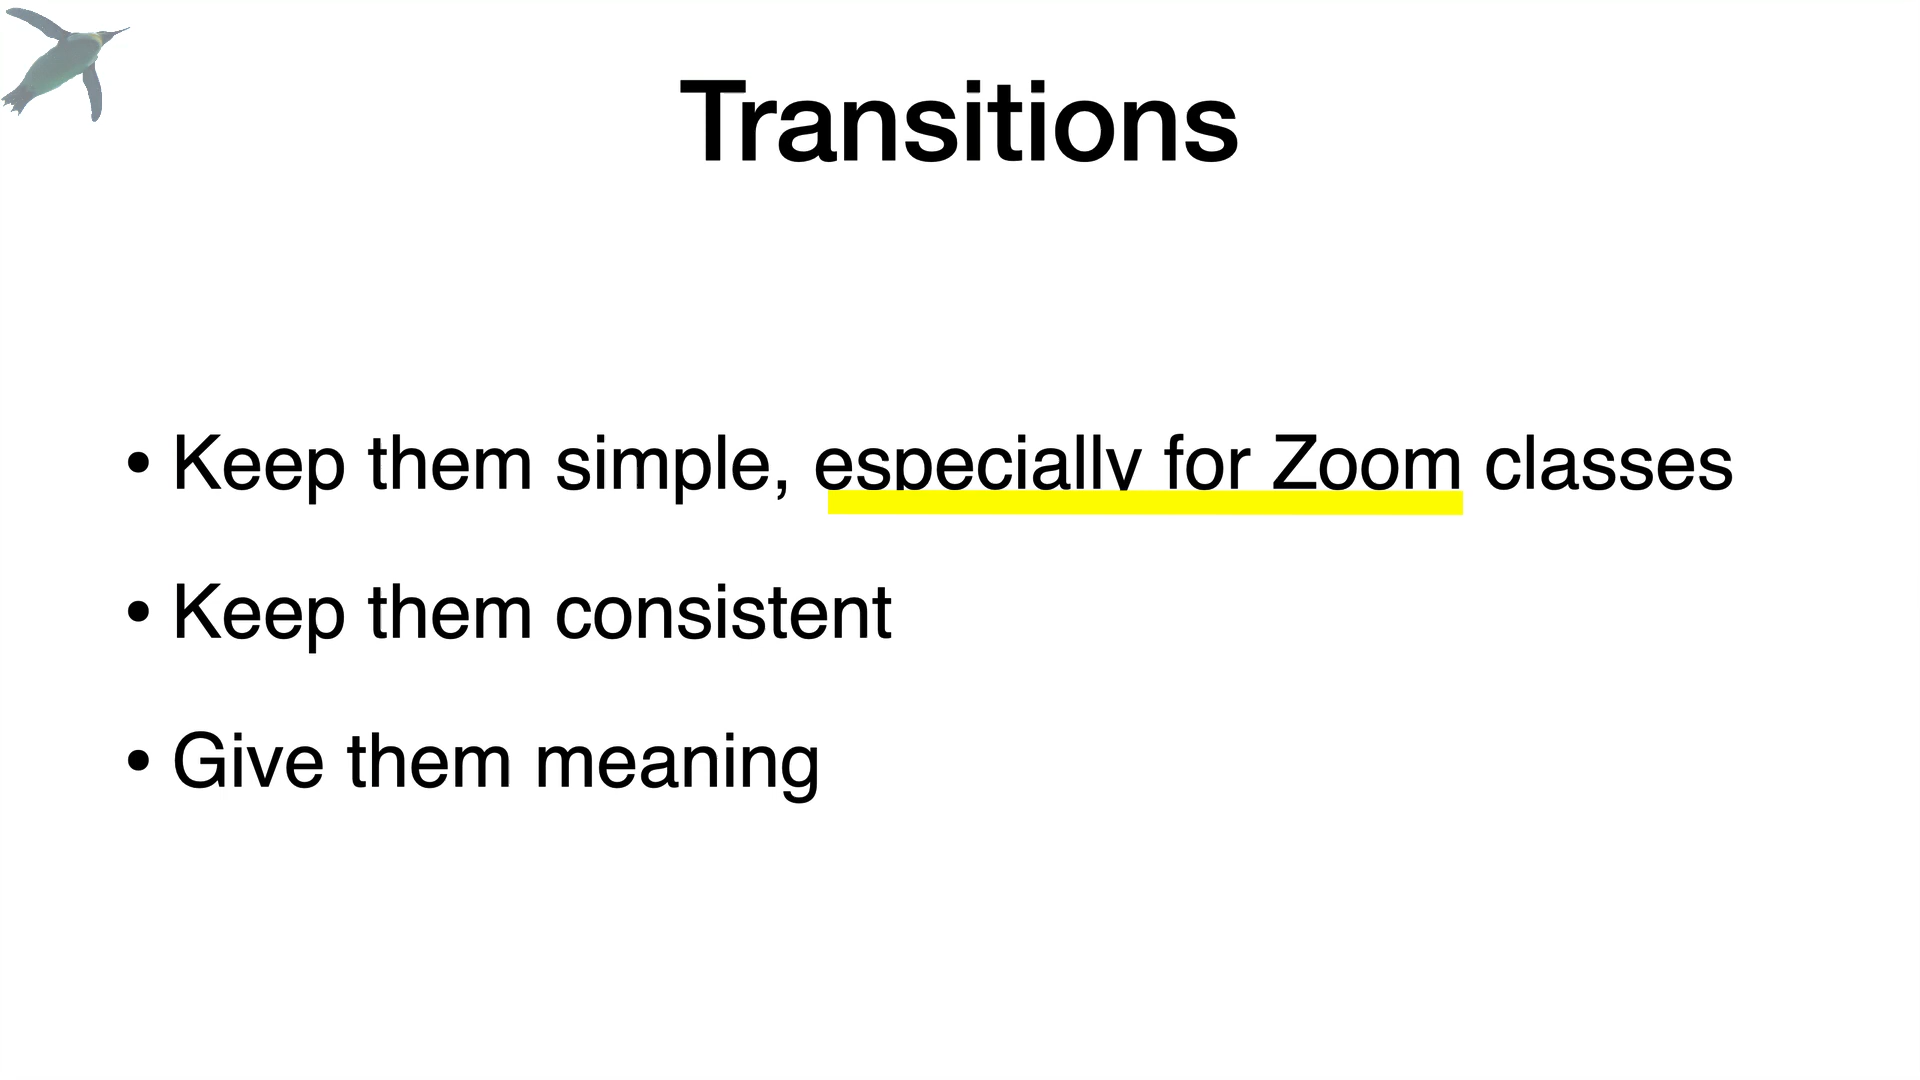 Transitions
• Keep them simple, especially for Zoom classes
• Keep them consistent
• Give them meaning